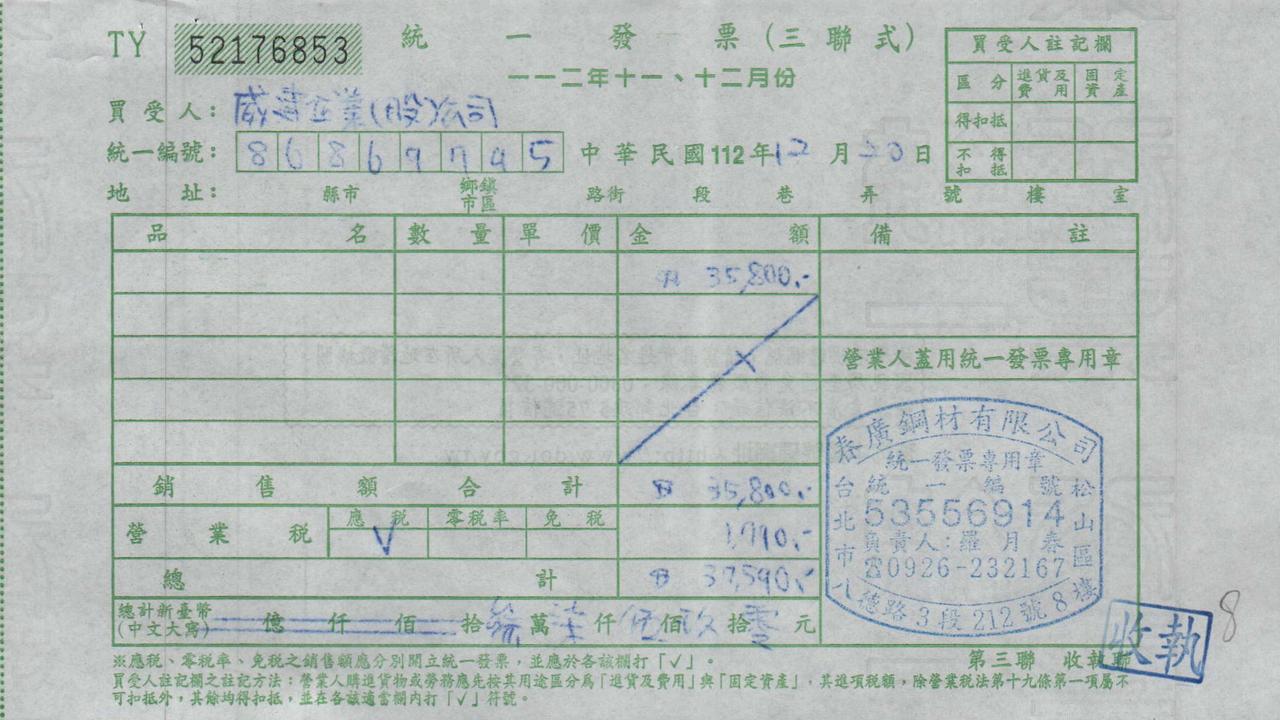 TY 52176853 統一發票(三聯式)
一一二年十一、十二月份
買受人註記欄
區分 進貨及費用 固定資產
得扣抵
不得扣抵
買受人: 企業(股)公司
統一編號: 中華民國112年12月20日
地址: 縣市 鄉鎮市區 路街 段 巷 弄 號 樓 室
品名 數量 單價 金額 備註
35,800.-
營業人蓋用統一發票專用章
銷售額合計 35,800.-
營業稅 應稅 √ 零稅率 免稅 1,790.-
總計 37,590.-
總計新臺幣(中文大寫) 億 仟 佰 拾 萬 柒 仟 伍 佰 玖 拾 零 元
春廣鋼材有限公司
統一發票專用章
統一編號
53556914
負責人:羅月春
☎0926-232167
台北市松山區八德路3段212號8樓
※應稅、零稅率、免稅之銷售額應分別開立統一發票,並應於各該欄打「√」。
第三聯 收執聯
收執
8
買受人註記欄之註記方法:營業人購進貨物或勞務應先按其用途區分為「進貨及費用」與「固定資產」,其進項稅額,除營業稅法第十九條第一項屬不
可扣抵外,其餘均得扣抵,並在各該適當欄內打「√」符號。